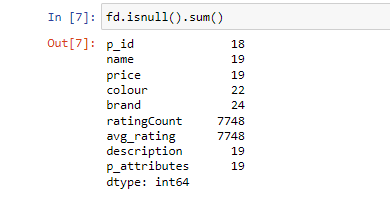 In [7]: fd.isnull().sum()
Out[7]: p_id 18
name 19
price 19
colour 22
brand 24
ratingCount 7748
avg_rating 7748
description 19
p_attributes 19
dtype: int64